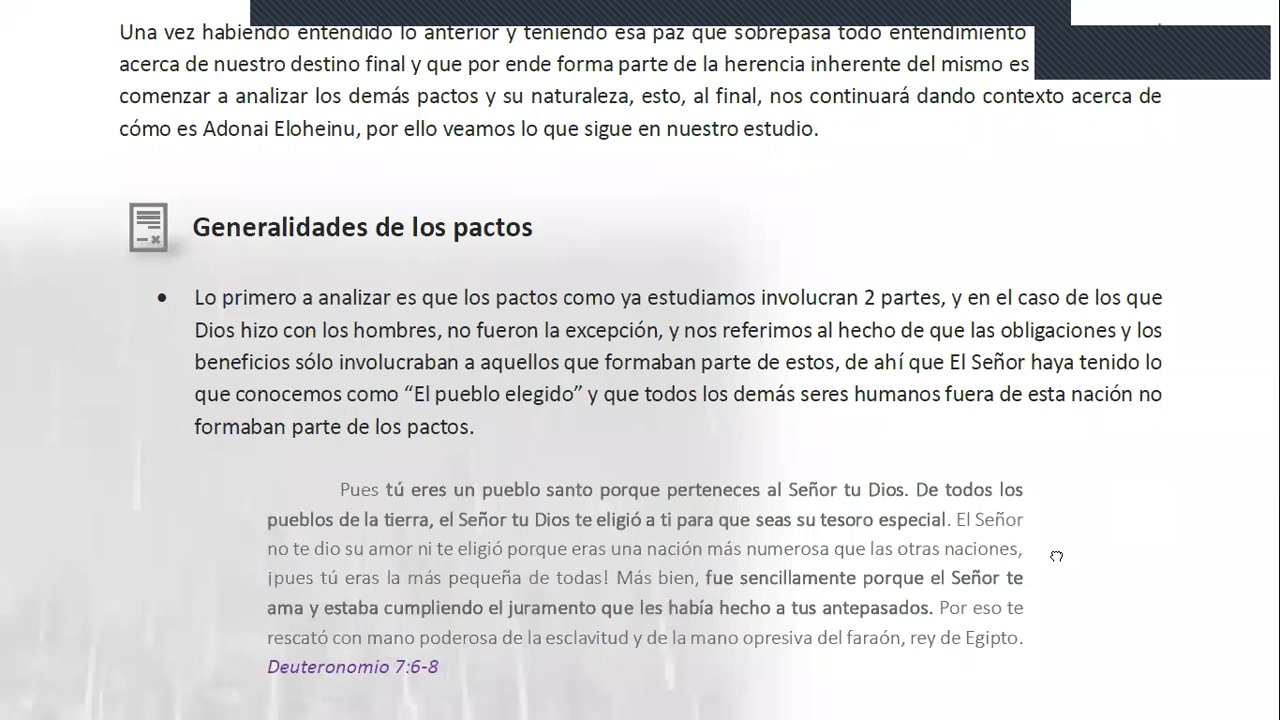 Una vez habiendo entendido lo anterior y teniendo esa paz que sobrepasa todo entendimiento
acerca de nuestro destino final y que por ende forma parte de la herencia inherente del mismo es
comenzar a analizar los demás pactos y su naturaleza, esto, al final, nos continuará dando contexto acerca de
cómo es Adonai Eloheinu, por ello veamos lo que sigue en nuestro estudio.
Generalidades de los pactos
• Lo primero a analizar es que los pactos como ya estudiamos involucran 2 partes, y en el caso de los que
Dios hizo con los hombres, no fueron la excepción, y nos referimos al hecho de que las obligaciones y los
beneficios sólo involucraban a aquellos que formaban parte de estos, de ahí que El Señor haya tenido lo
que conocemos como “El pueblo elegido” y que todos los demás seres humanos fuera de esta nación no
formaban parte de los pactos.
Pues tú eres un pueblo santo porque perteneces al Señor tu Dios. De todos los
pueblos de la tierra, el Señor tu Dios te eligió a ti para que seas su tesoro especial. El Señor
no te dio su amor ni te eligió porque eras una nación más numerosa que las otras naciones,
¡pues tú eras la más pequeña de todas! Más bien, fue sencillamente porque el Señor te
ama y estaba cumpliendo el juramento que les había hecho a tus antepasados. Por eso te
rescató con mano poderosa de la esclavitud y de la mano opresiva del faraón, rey de Egipto.
Deuteronomio 7:6-8